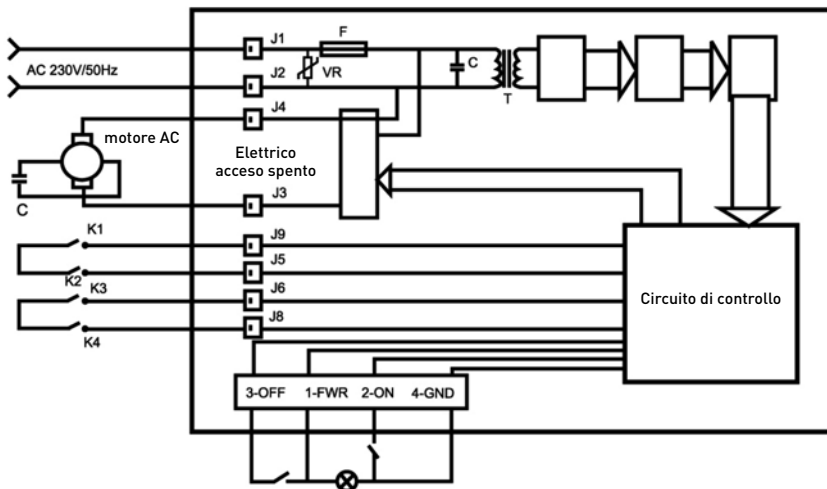 J1
F
AC 230V/50Hz
VR
C
J2
T
J4
motore AC
Elettrico
acceso spento
C
J3
K1
J9
K2
J5
K3
J6
Circuito di controllo
K4
J8
3-OFF 1-FWR 2-ON 4-GND